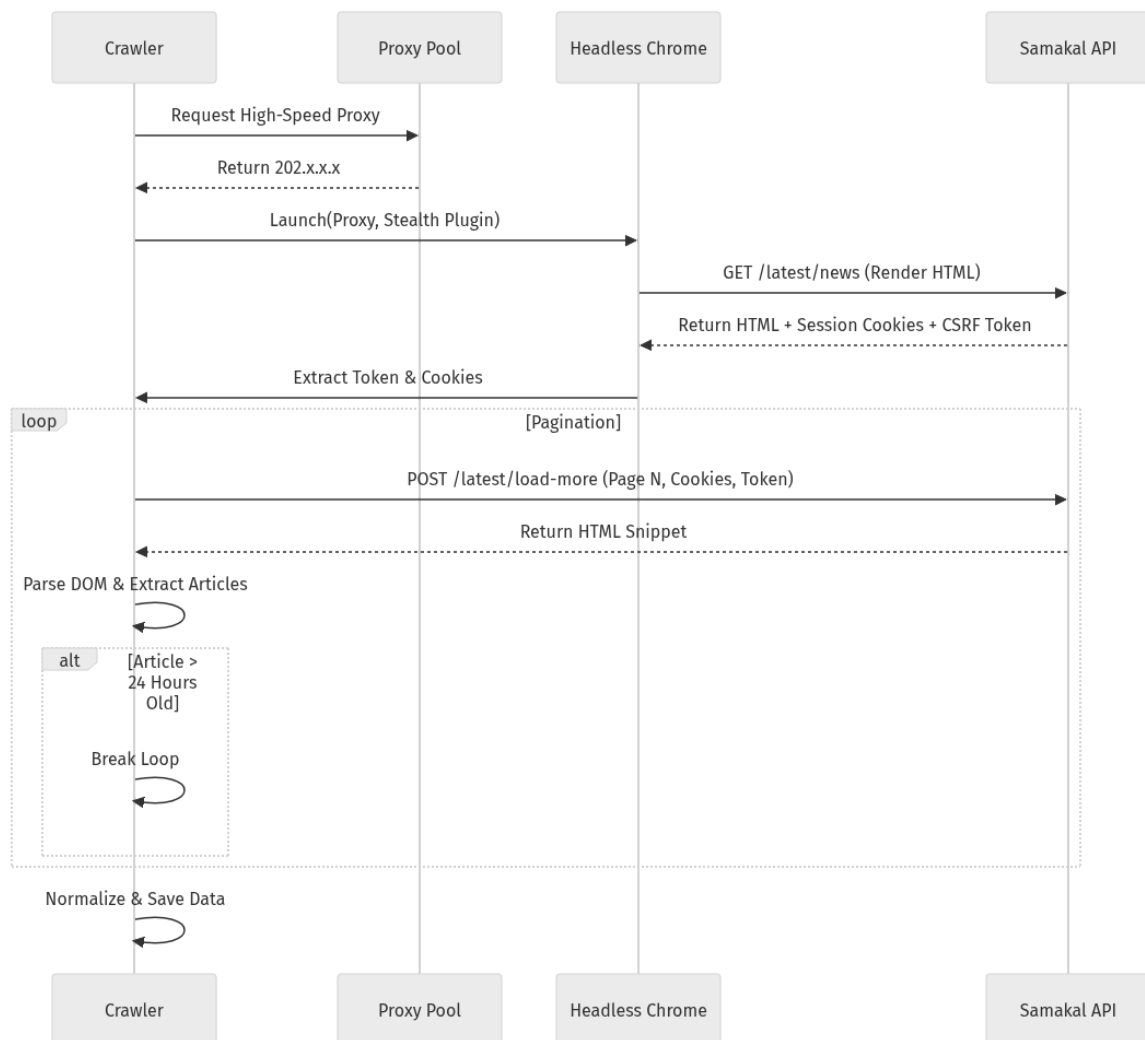 Crawler
Proxy Pool
Headless Chrome
Samakal API
Request High-Speed Proxy
Return 202.x.x.x
Launch(Proxy, Stealth Plugin)
GET /latest/news (Render HTML)
Return HTML + Session Cookies + CSRF Token
Extract Token & Cookies
loop
[Pagination]
POST /latest/load-more (Page N, Cookies, Token)
Return HTML Snippet
Parse DOM & Extract Articles
alt
[Article >
24 Hours
Old]
Break Loop
Normalize & Save Data
Crawler
Proxy Pool
Headless Chrome
Samakal API